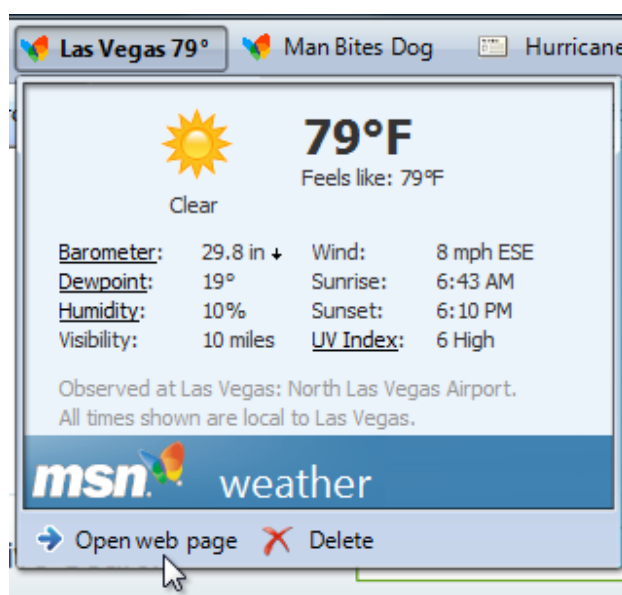 Las Vegas 79° Man Bites Dog Hurricane
79°F
Feels like: 79°F
Clear
Barometer: 29.8 in ↓ Wind: 8 mph ESE
Dewpoint: 19° Sunrise: 6:43 AM
Humidity: 10% Sunset: 6:10 PM
Visibility: 10 miles UV Index: 6 High
Observed at Las Vegas: North Las Vegas Airport.
All times shown are local to Las Vegas.
msn weather
Open web page Delete